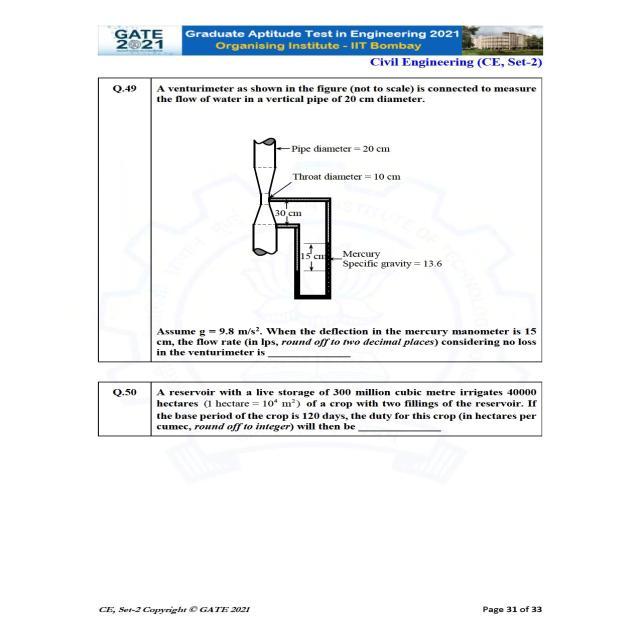 GATE
2021
Graduate Aptitude Test in Engineering 2021
Organising Institute - IIT Bombay
Civil Engineering (CE, Set-2)
Q.49
A venturimeter as shown in the figure (not to scale) is connected to measure
the flow of water in a vertical pipe of 20 cm diameter.
Pipe diameter = 20 cm
Throat diameter = 10 cm
30 cm
15 cm
Mercury
Specific gravity = 13.6
Assume g = 9.8 m/s². When the deflection in the mercury manometer is 15
cm, the flow rate (in lps, round off to two decimal places) considering no loss
in the venturimeter is ______________
Q.50
A reservoir with a live storage of 300 million cubic metre irrigates 40000
hectares (1 hectare = 10⁴ m²) of a crop with two fillings of the reservoir. If
the base period of the crop is 120 days, the duty for this crop (in hectares per
cumec, round off to integer) will then be ______________
CE, Set-2 Copyright © GATE 2021
Page 31 of 33